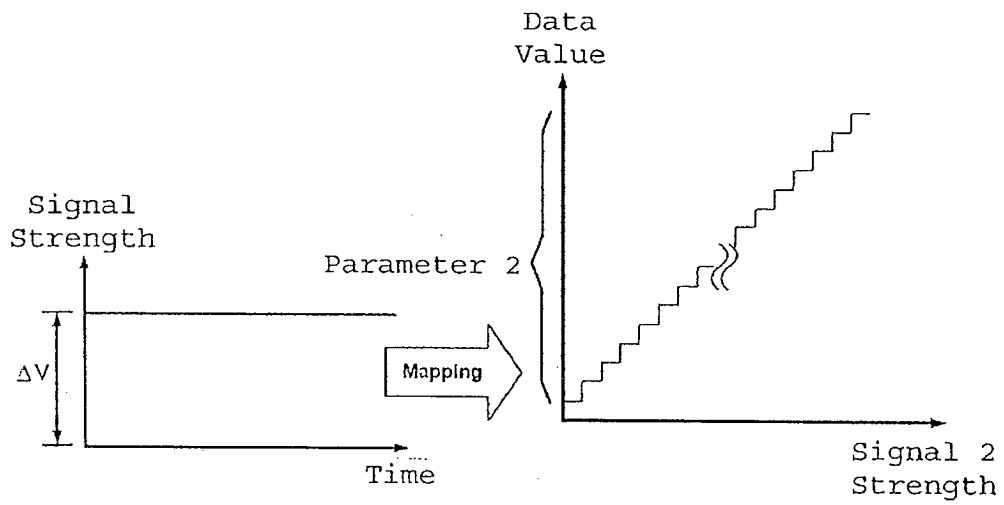 Data
Value
Signal
Strength
Parameter 2
ΔV
Mapping
Time
Signal 2
Strength